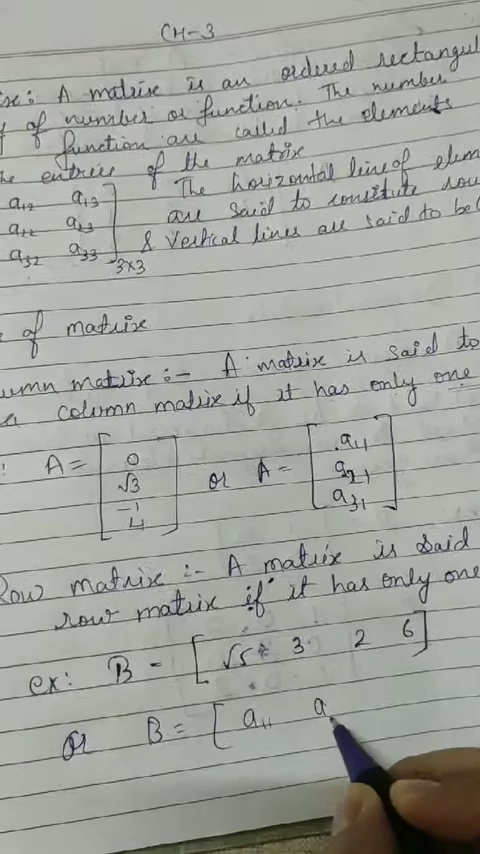 CH-3
A matrix is an ordered rectangul
of number or function. The number
function are called the elements
entries of the matrix
a₁₂ a₁₃ The horizontal line of elem
a₂₂ a₂₃ are said to constitute rou
a₃₂ a₃₃ 3×3 & Vertical lines are said to be
of matrix
umn matrix :- A matrix is said to
a column matrix if it has only one
A = [0 √3 -1 4] or A = [a₁₁ a₂₁ a₃₁]
Row matrix :- A matrix is said
row matrix if it has only one
ex: B = [√5 3 2 6]
or B = [a₁₁ a